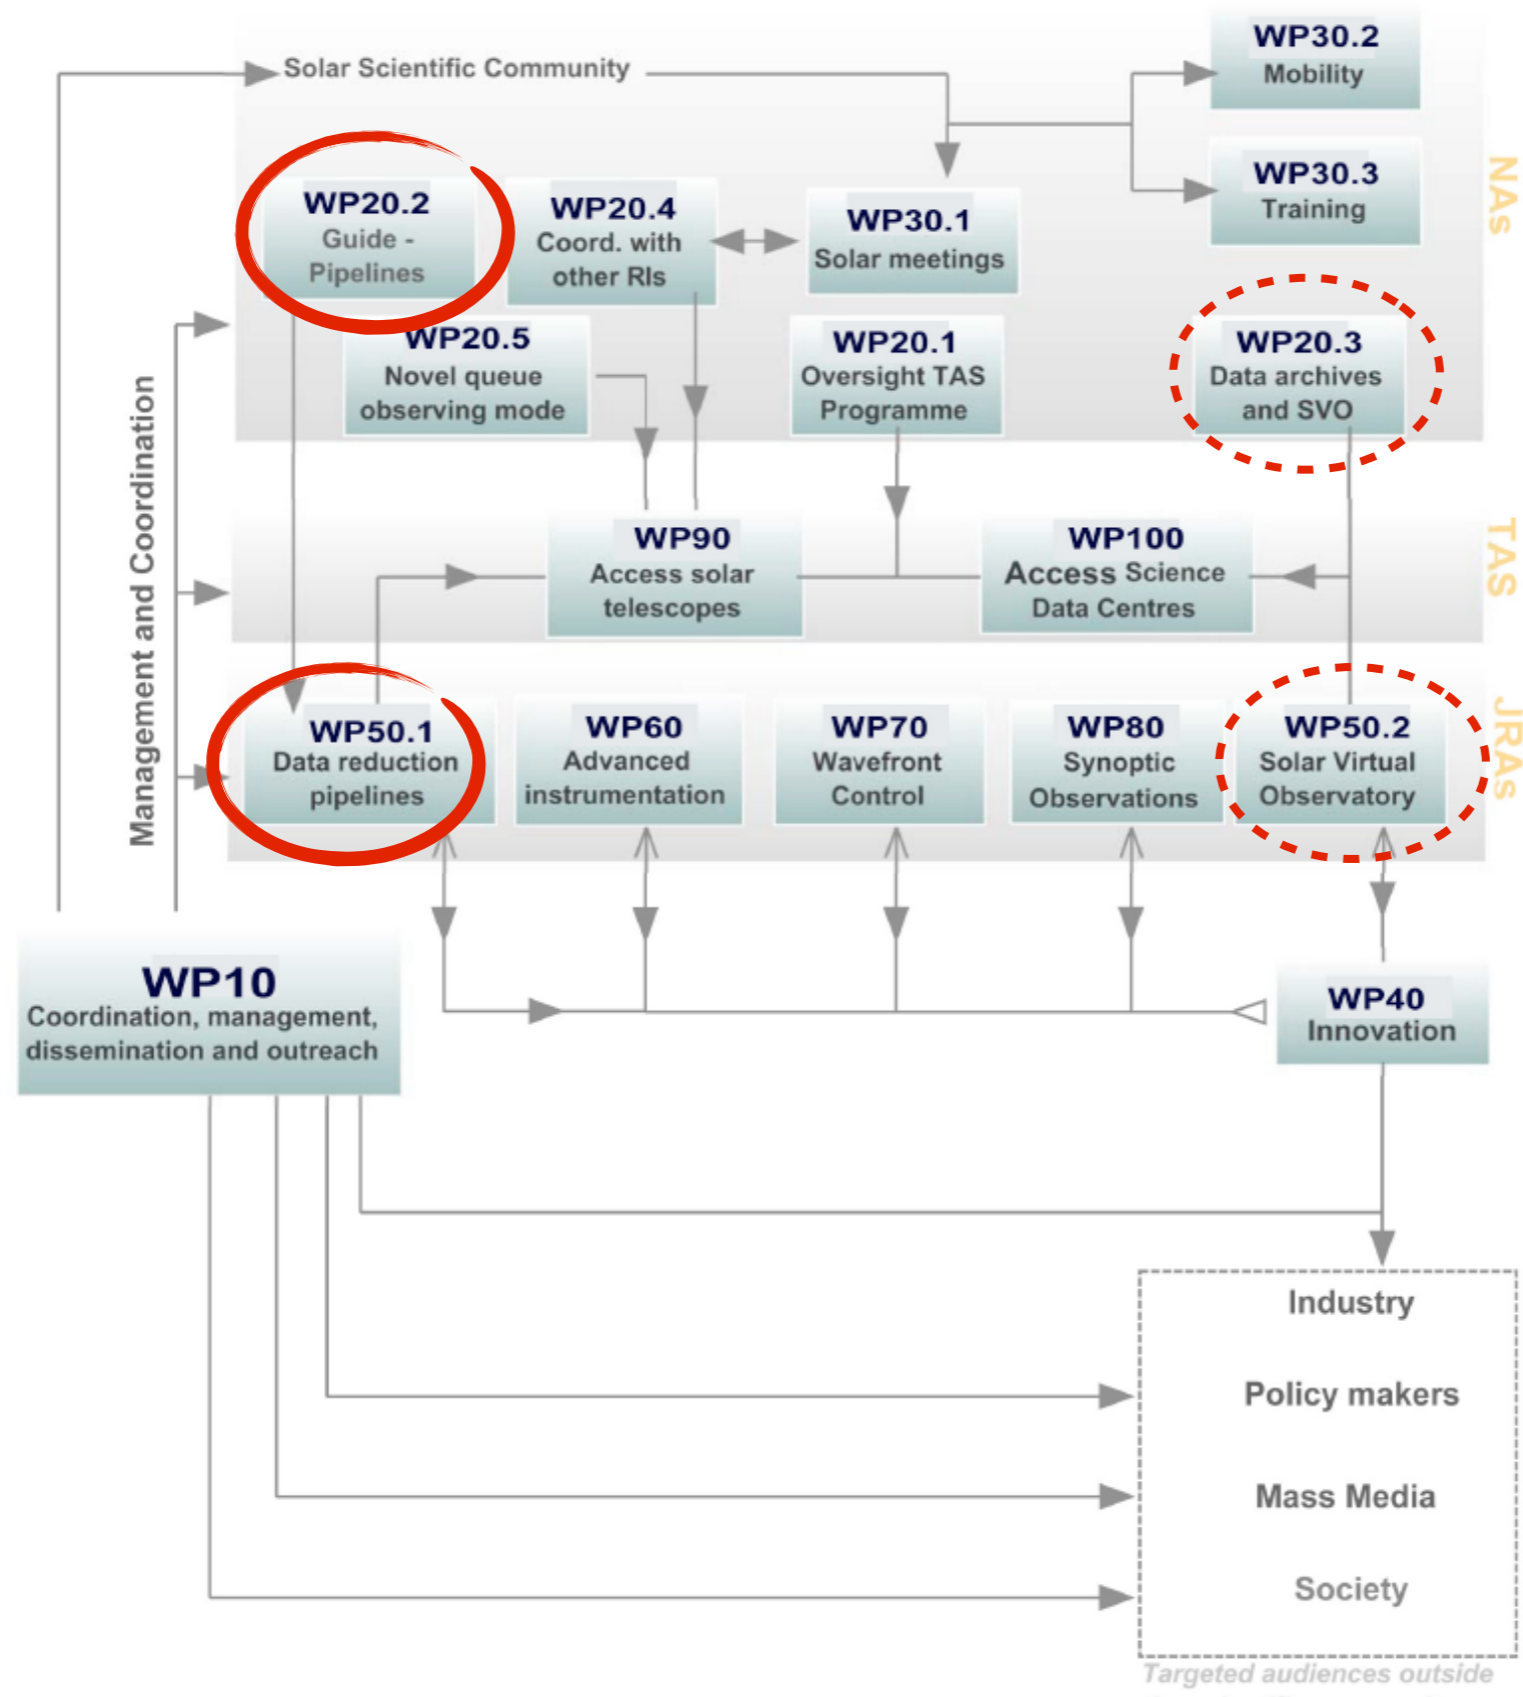 WP30.2
Mobility
Solar Scientific Community
WP30.3
Training
NAs
WP20.2
Guide -
Pipelines
WP20.4
Coord. with
other RIs
WP30.1
Solar meetings
WP20.5
Novel queue
observing mode
WP20.1
Oversight TAS
Programme
WP20.3
Data archives
and SVO
Management and Coordination
TAS
WP90
Access solar
telescopes
WP100
Access Science
Data Centres
JRAs
WP50.1
Data reduction
pipelines
WP60
Advanced
instrumentation
WP70
Wavefront
Control
WP80
Synoptic
Observations
WP50.2
Solar Virtual
Observatory
WP10
Coordination, management,
dissemination and outreach
WP40
Innovation
Industry
Policy makers
Mass Media
Society
Targeted audiences outside